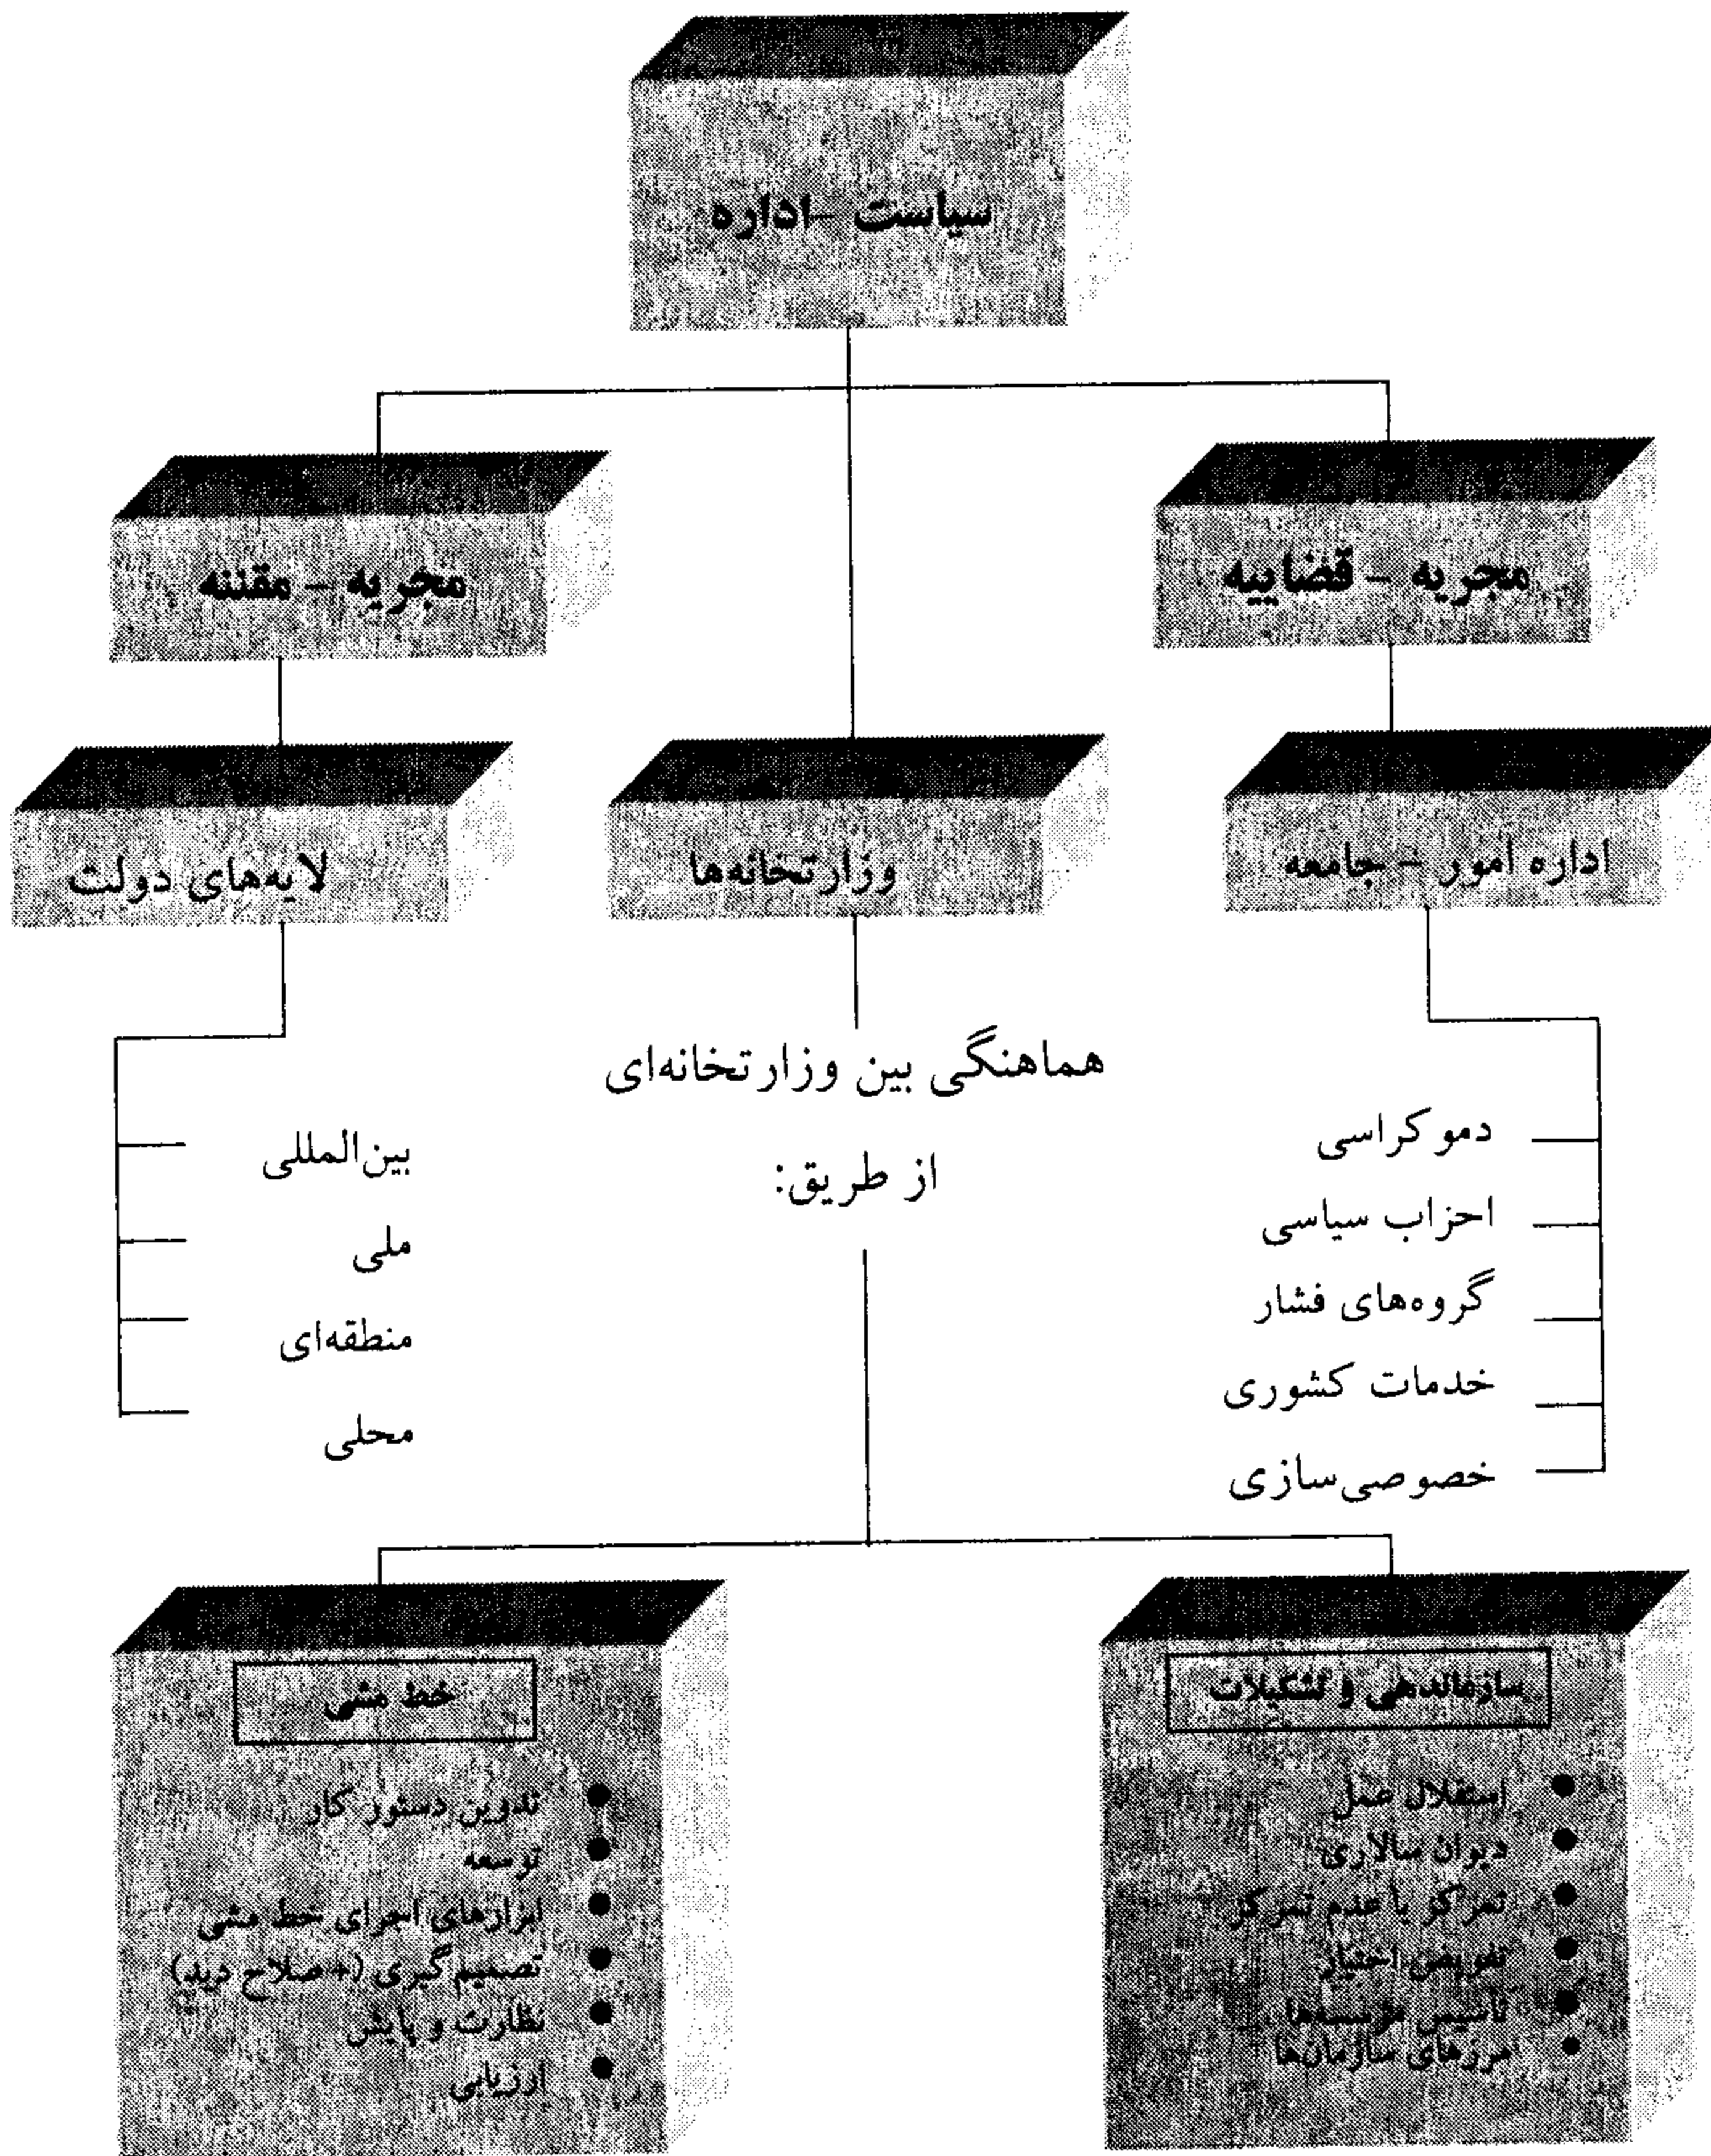 سیاست - اداره
مجریه - قضاییه
مجریه - مقننه
اداره امور - جامعه
وزارتخانه‌ها
لایه‌های دولت
دموکراسی
احزاب سیاسی
گروه‌های فشار
خدمات کشوری
خصوصی‌سازی
هماهنگی بین وزارتخانه‌ای
از طریق:
بین‌المللی
ملی
منطقه‌ای
محلی
سازماندهی و تشکیلات
● استقلال عمل
● دیوان سالاری
● تمرکز یا عدم تمرکز
● تفویض اختیار
● تأسیس مؤسسه‌ها
● مرزهای سازمان‌ها
خط مشی
● تدوین دستور کار
● توسعه
● ابزارهای اجرای خط مشی
● تصمیم گیری (+ صلاح دید)
● نظارت و پایش
● ارزیابی